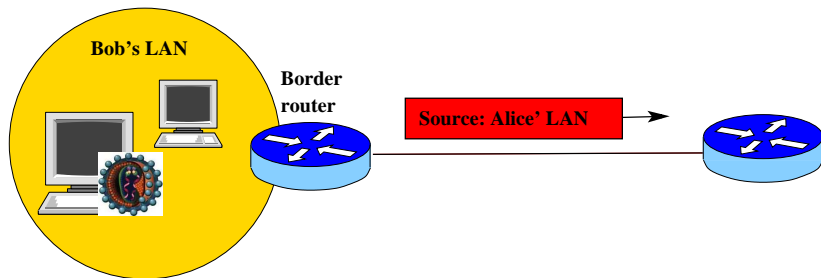 Bob's LAN
Border
router
Source: Alice' LAN